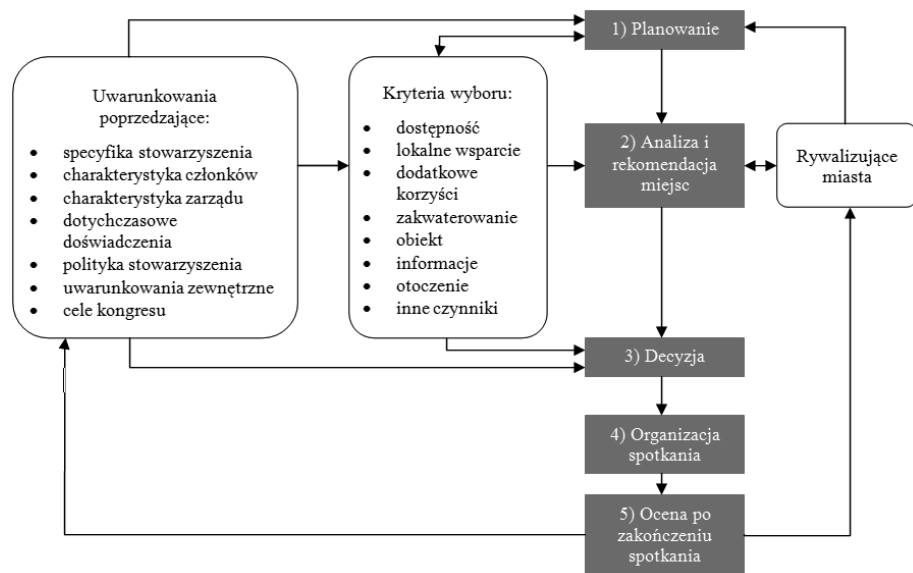 1) Planowanie
Uwarunkowania
poprzedzające:
• specyfika stowarzyszenia
• charakterystyka członków
• charakterystyka zarządu
• dotychczasowe
doświadczenia
• polityka stowarzyszenia
• uwarunkowania zewnętrzne
• cele kongresu
Kryteria wyboru:
• dostępność
• lokalne wsparcie
• dodatkowe
korzyści
• zakwaterowanie
• obiekt
• informacje
• otoczenie
• inne czynniki
2) Analiza i
rekomendacja
miejsc
Rywalizujące
miasta
3) Decyzja
4) Organizacja
spotkania
5) Ocena po
zakończeniu
spotkania